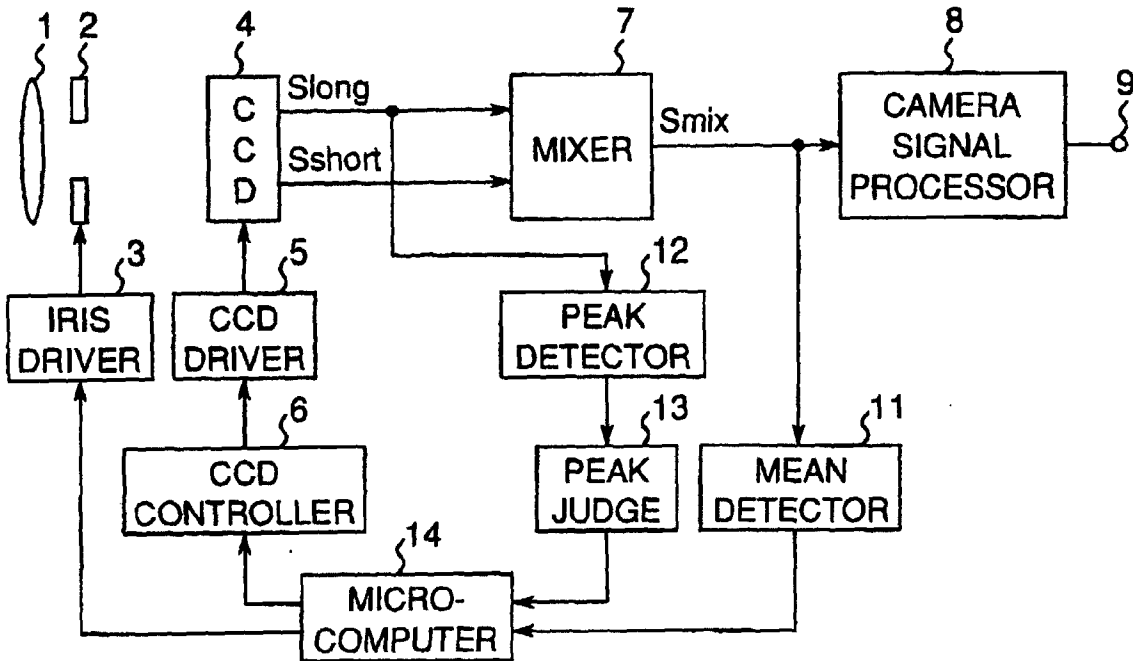 1
2
4
7
8
9
C
C
D
Slong
Sshort
MIXER
Smix
CAMERA
SIGNAL
PROCESSOR
3
IRIS
DRIVER
5
CCD
DRIVER
12
PEAK
DETECTOR
6
CCD
CONTROLLER
13
PEAK
JUDGE
11
MEAN
DETECTOR
14
MICRO-
COMPUTER